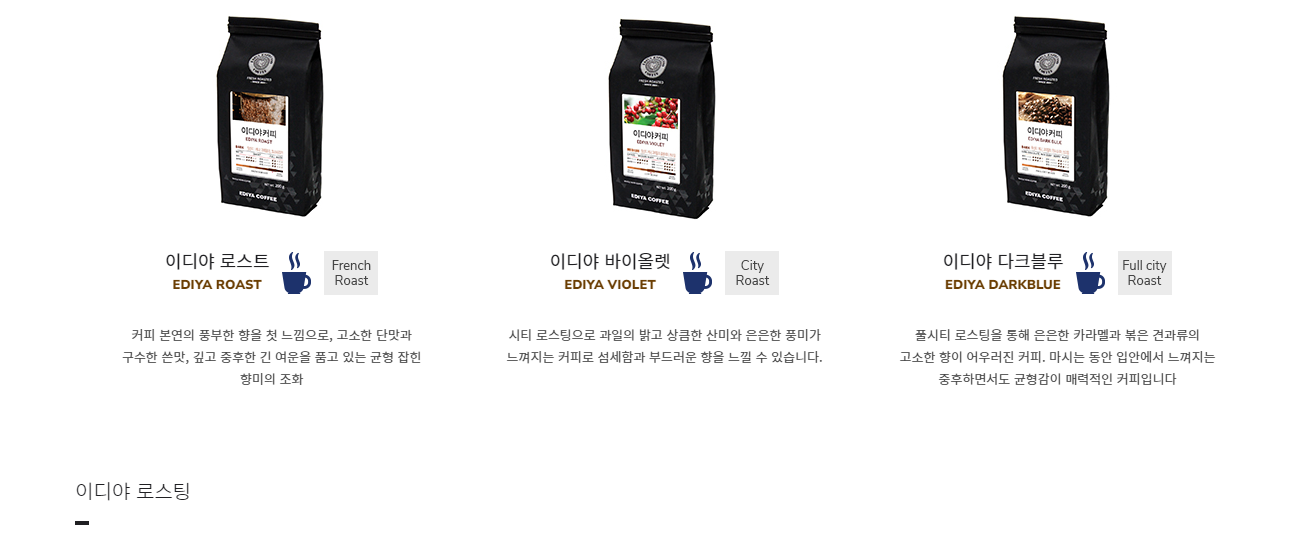 이디야커피
EDIYA ROAST
EDIYA COFFEE
이디야커피
EDIYA VIOLET
EDIYA COFFEE
이디야커피
EDIYA DARK BLUE
EDIYA COFFEE
이디야 로스트
EDIYA ROAST
French
Roast
이디야 바이올렛
EDIYA VIOLET
City
Roast
이디야 다크블루
EDIYA DARKBLUE
Full city
Roast
커피 본연의 풍부한 향을 첫 느낌으로, 고소한 단맛과
구수한 쓴맛, 깊고 중후한 긴 여운을 품고 있는 균형 잡힌
향미의 조화
시티 로스팅으로 과일의 밝고 상큼한 산미와 은은한 풍미가
느껴지는 커피로 섬세함과 부드러운 향을 느낄 수 있습니다.
풀시티 로스팅을 통해 은은한 카라멜과 볶은 견과류의
고소한 향이 어우러진 커피. 마시는 동안 입안에서 느껴지는
중후하면서도 균형감이 매력적인 커피입니다
이디야 로스팅